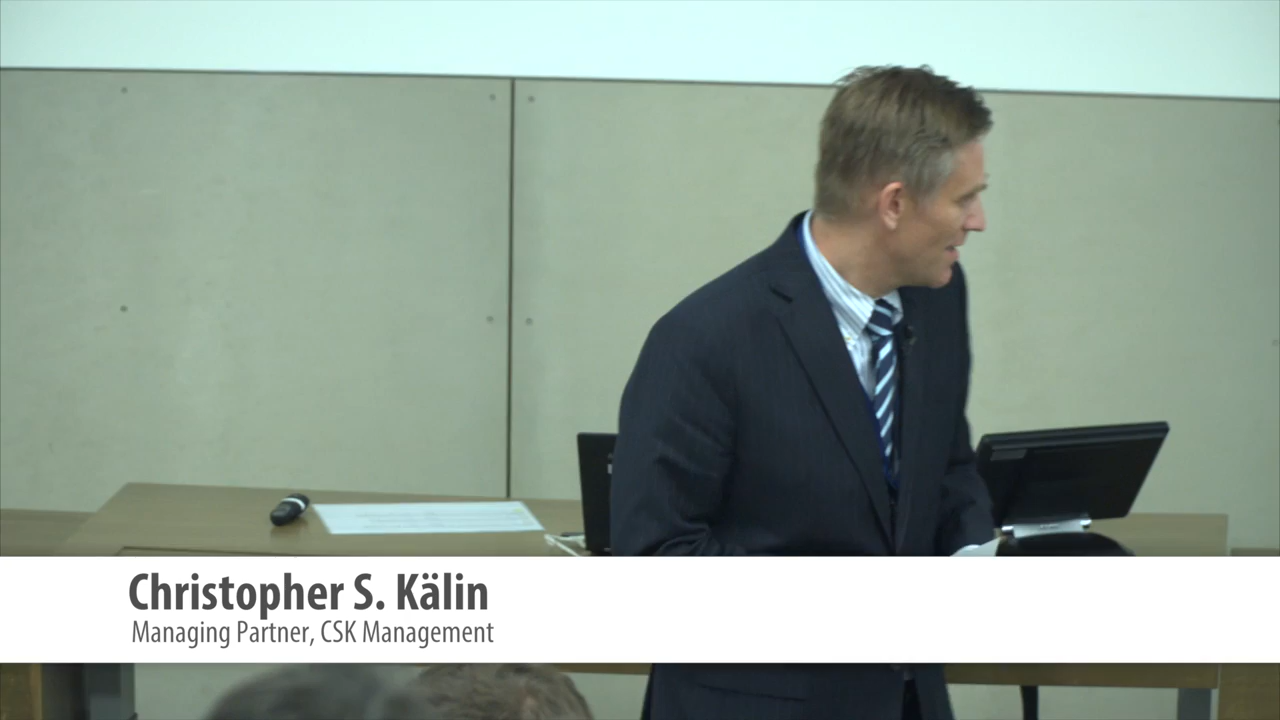 Christopher S. Kälin
Managing Partner, CSK Management